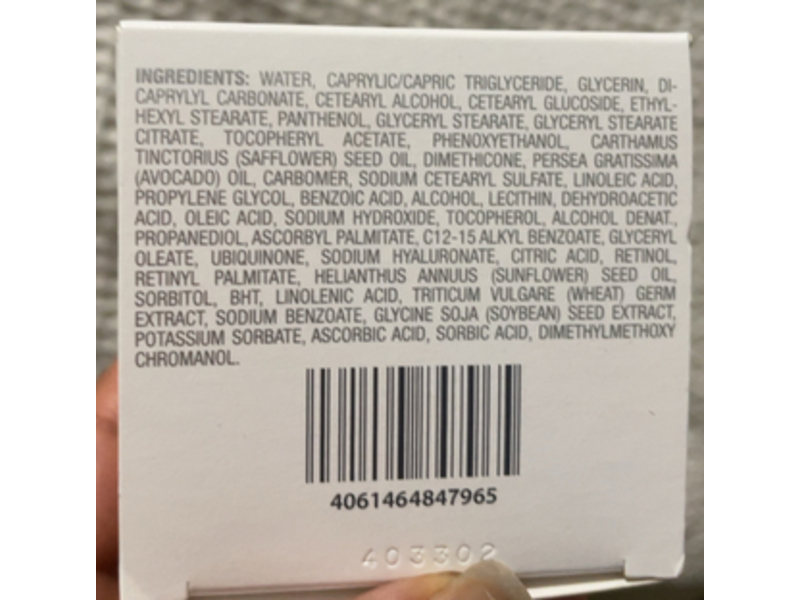 INGREDIENTS: WATER, CAPRYLIC/CAPRIC TRIGLYCERIDE, GLYCERIN, DI-
CAPRYLYL CARBONATE, CETEARYL ALCOHOL, CETEARYL GLUCOSIDE, ETHYL-
HEXYL STEARATE, PANTHENOL, GLYCERYL STEARATE, GLYCERYL STEARATE
CITRATE, TOCOPHERYL ACETATE, PHENOXYETHANOL, CARTHAMUS
TINCTORIUS (SAFFLOWER) SEED OIL, DIMETHICONE, PERSEA GRATISSIMA
(AVOCADO) OIL, CARBOMER, SODIUM CETEARYL SULFATE, LINOLEIC ACID,
PROPYLENE GLYCOL, BENZOIC ACID, ALCOHOL, LECITHIN, DEHYDROACETIC
ACID, OLEIC ACID, SODIUM HYDROXIDE, TOCOPHEROL, ALCOHOL DENAT.,
PROPANEDIOL, ASCORBYL PALMITATE, C12-15 ALKYL BENZOATE, GLYCERYL
OLEATE, UBIQUINONE, SODIUM HYALURONATE, CITRIC ACID, RETINOL,
RETINYL PALMITATE, HELIANTHUS ANNUUS (SUNFLOWER) SEED OIL,
SORBITOL, BHT, LINOLENIC ACID, TRITICUM VULGARE (WHEAT) GERM
EXTRACT, SODIUM BENZOATE, GLYCINE SOJA (SOYBEAN) SEED EXTRACT,
POTASSIUM SORBATE, ASCORBIC ACID, SORBIC ACID, DIMETHYLMETHOXY
CHROMANOL.
4061464847965
403302